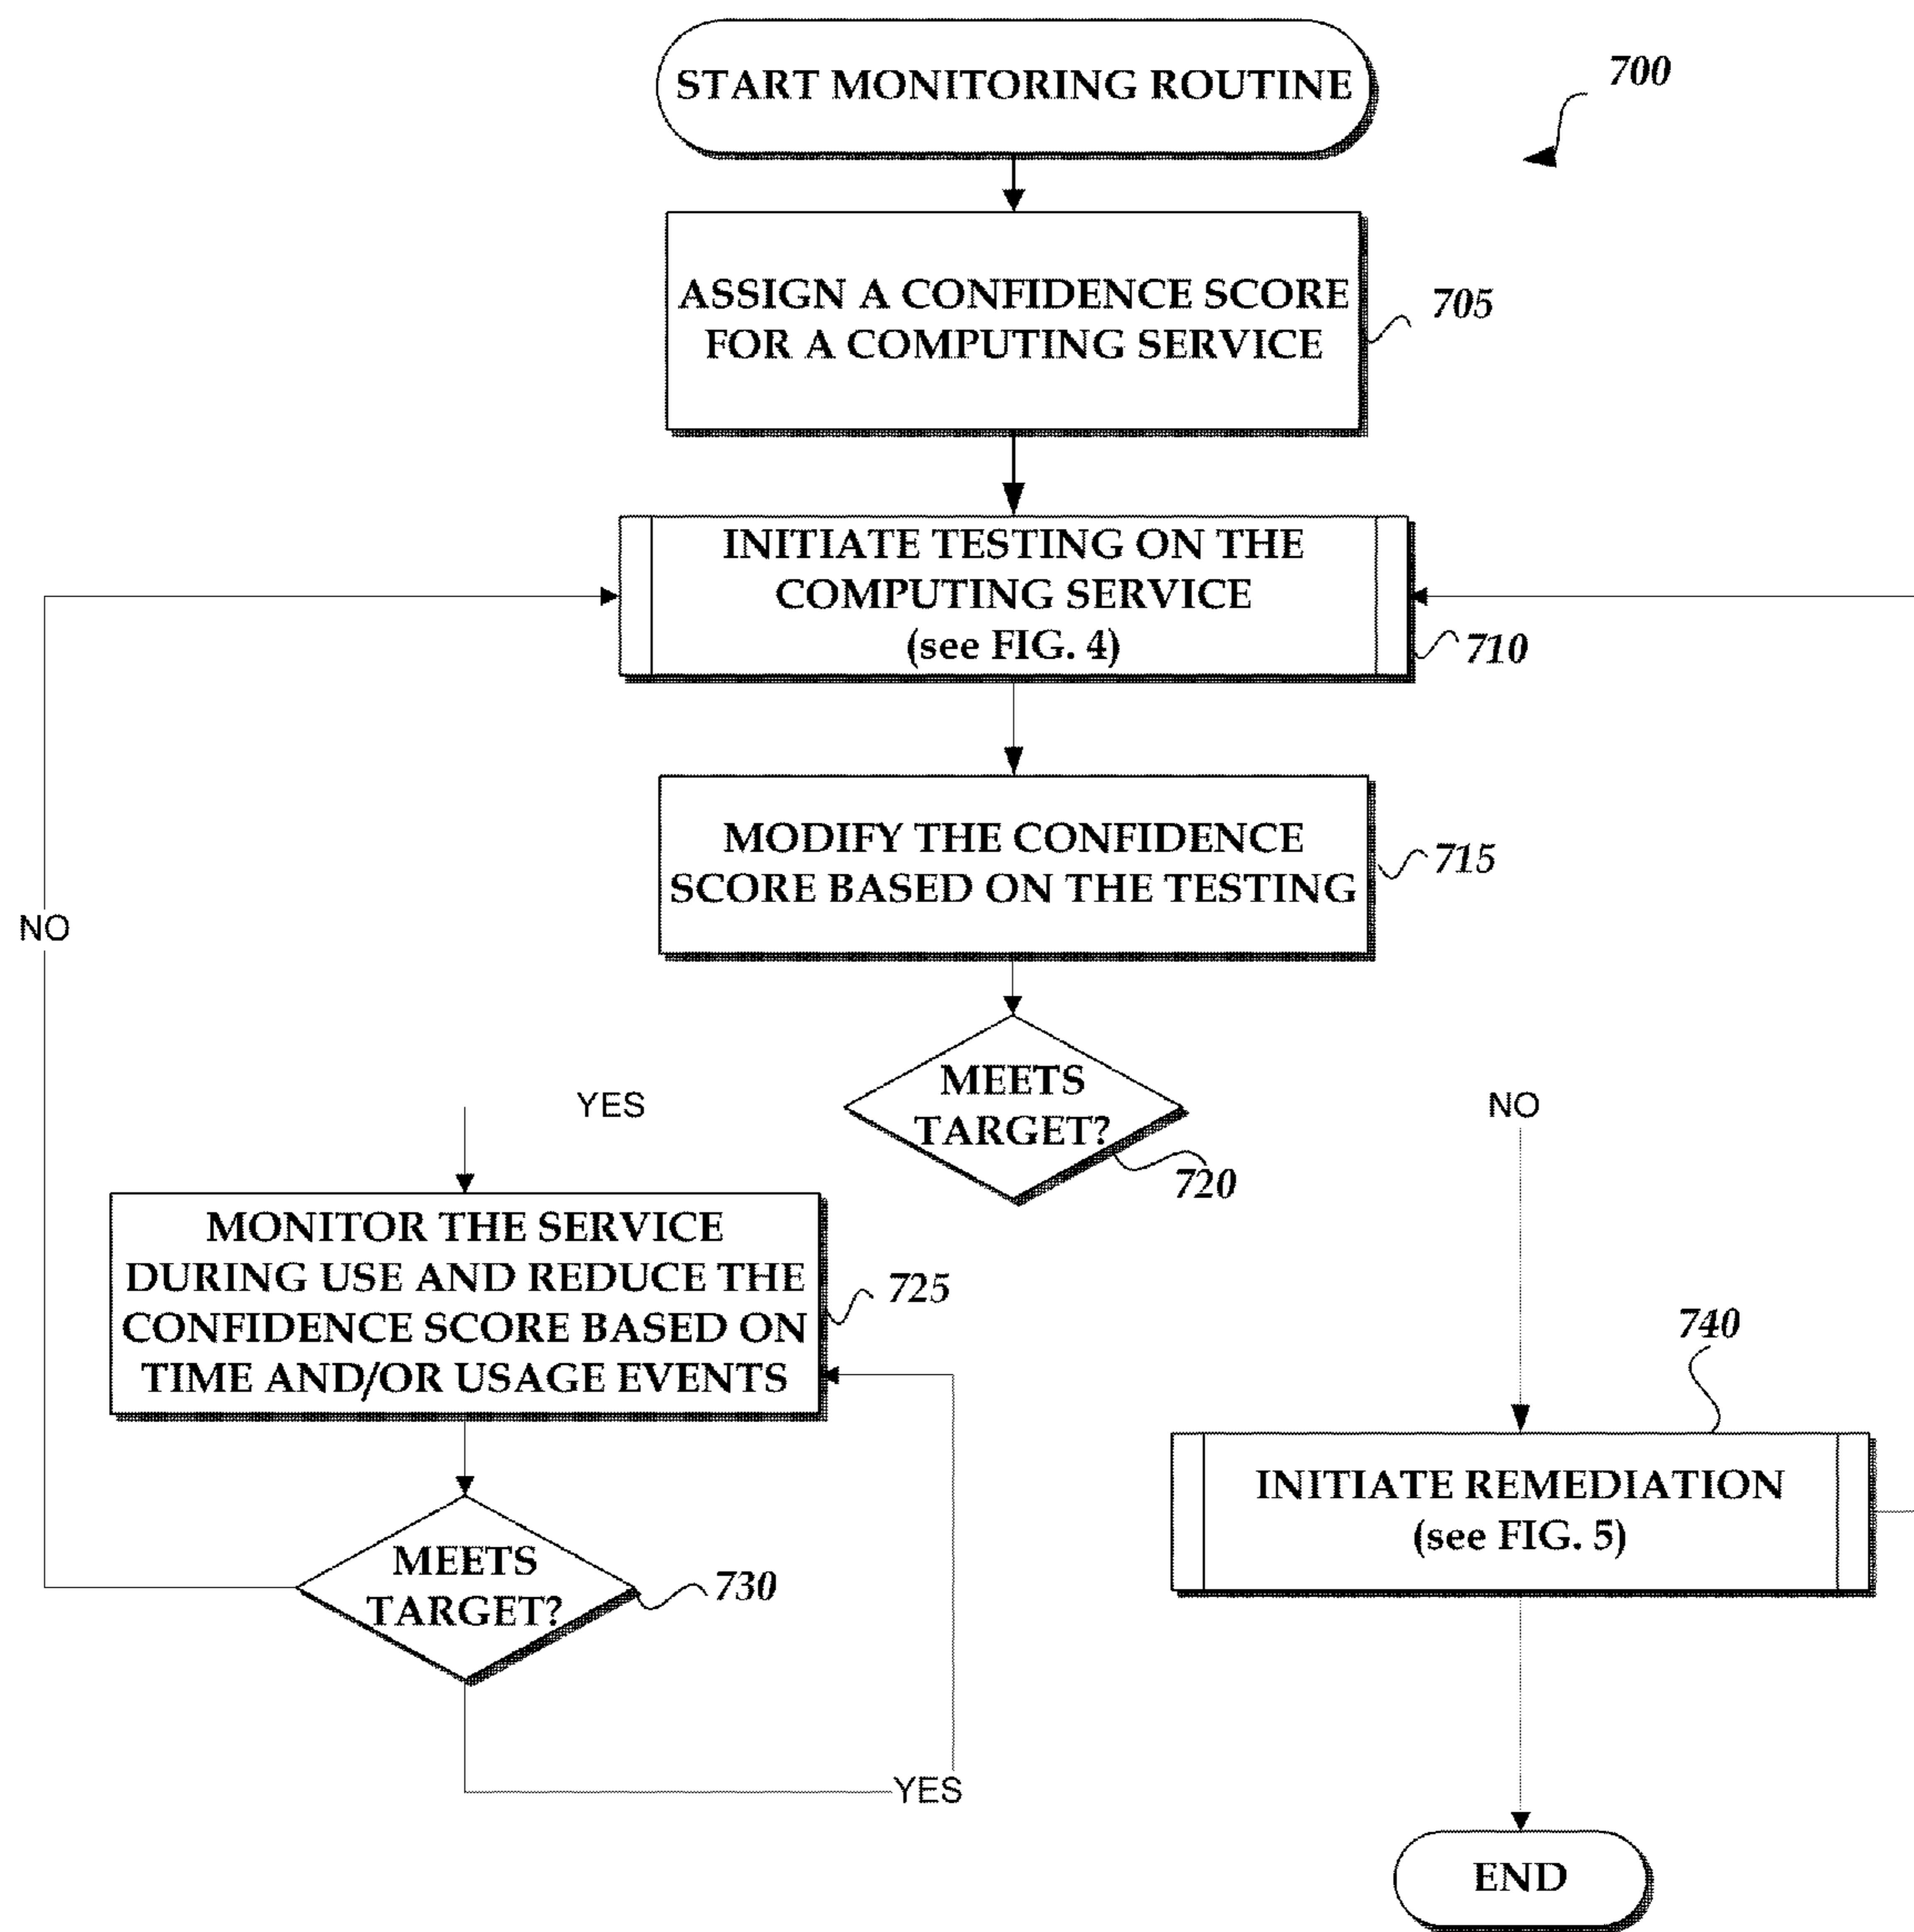 START MONITORING ROUTINE
700
ASSIGN A CONFIDENCE SCORE
FOR A COMPUTING SERVICE
705
INITIATE TESTING ON THE
COMPUTING SERVICE
(see FIG. 4)
710
MODIFY THE CONFIDENCE
SCORE BASED ON THE TESTING
715
NO
MEETS
TARGET?
720
YES
NO
MONITOR THE SERVICE
DURING USE AND REDUCE THE
CONFIDENCE SCORE BASED ON
TIME AND/OR USAGE EVENTS
725
740
INITIATE REMEDIATION
(see FIG. 5)
MEETS
TARGET?
730
YES
END